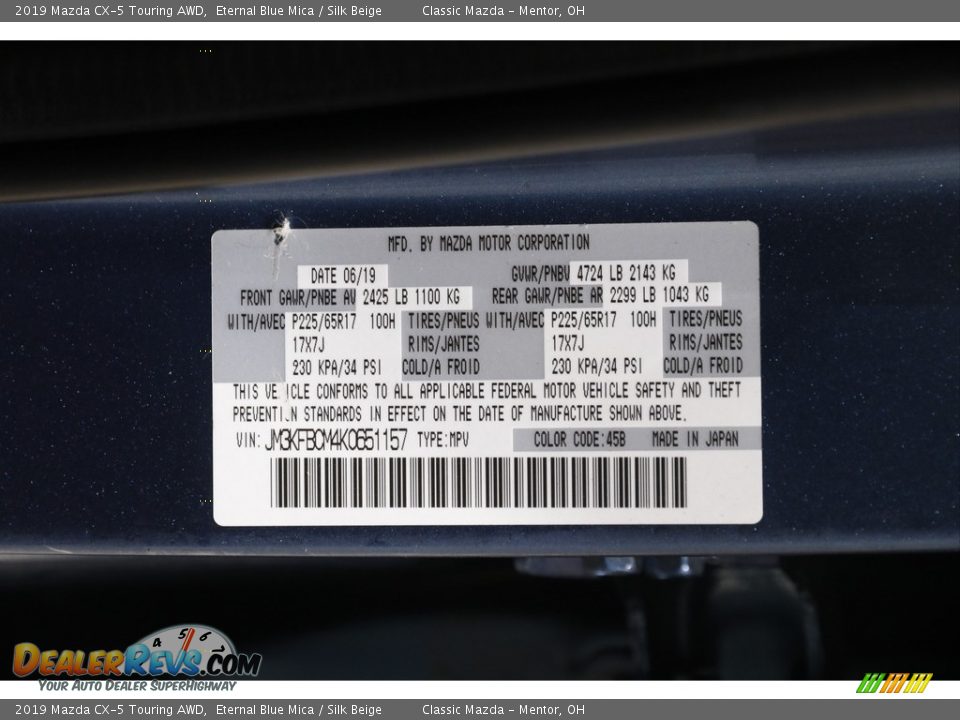 2019 Mazda CX-5 Touring AWD, Eternal Blue Mica / Silk Beige Classic Mazda - Mentor, OH
MFD. BY MAZDA MOTOR CORPORATION
DATE 06/19 GVWR/PNBV 4724 LB 2143 KG
FRONT GAWR/PNBE AV 2425 LB 1100 KG REAR GAWR/PNBE AR 2299 LB 1043 KG
WITH/AVEC P225/65R17 100H TIRES/PNEUS WITH/AVEC P225/65R17 100H TIRES/PNEUS
17X7J RIMS/JANTES 17X7J RIMS/JANTES
230 KPA/34 PSI COLD/A FROID 230 KPA/34 PSI COLD/A FROID
THIS VEHICLE CONFORMS TO ALL APPLICABLE FEDERAL MOTOR VEHICLE SAFETY AND THEFT
PREVENTION STANDARDS IN EFFECT ON THE DATE OF MANUFACTURE SHOWN ABOVE.
VIN: JM3KFBCM4K0651157 TYPE:MPV COLOR CODE:45B MADE IN JAPAN
4 5 6
DealerRevs.com
Your Auto Dealer SuperHighway
2019 Mazda CX-5 Touring AWD, Eternal Blue Mica / Silk Beige Classic Mazda - Mentor, OH